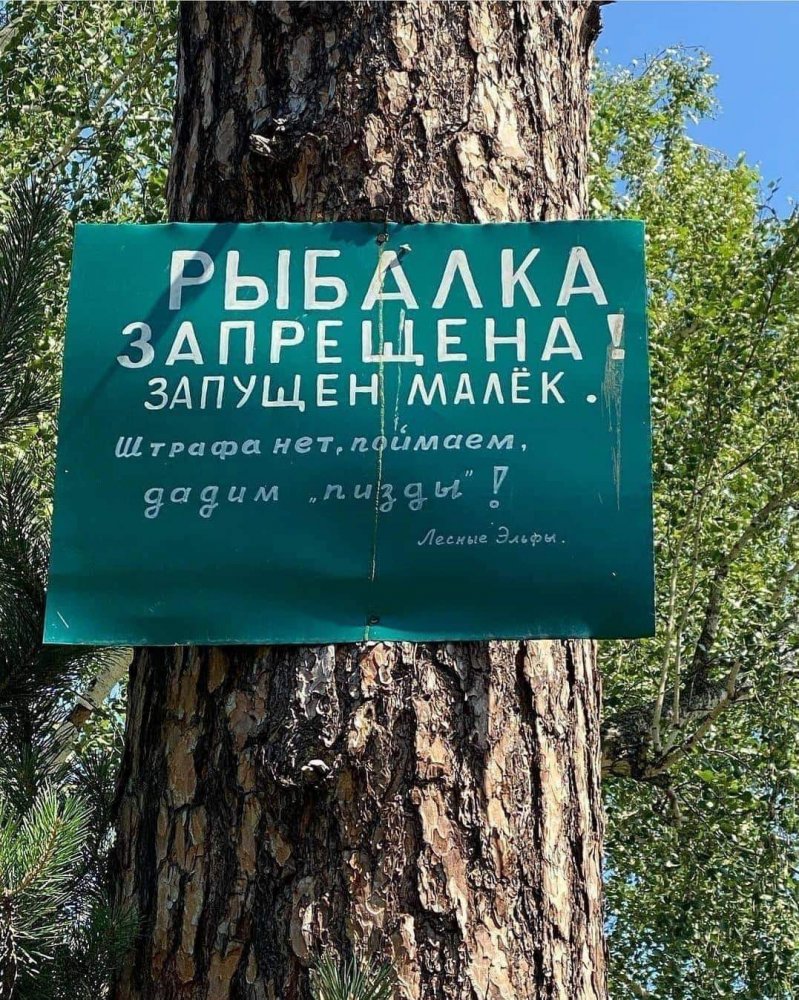 РЫБАЛКА
ЗАПРЕЩЕНА!
ЗАПУЩЕН МАЛЁК.
Штрафа нет, поймаем,
дадим „пизды"!
Лесные Эльфы.